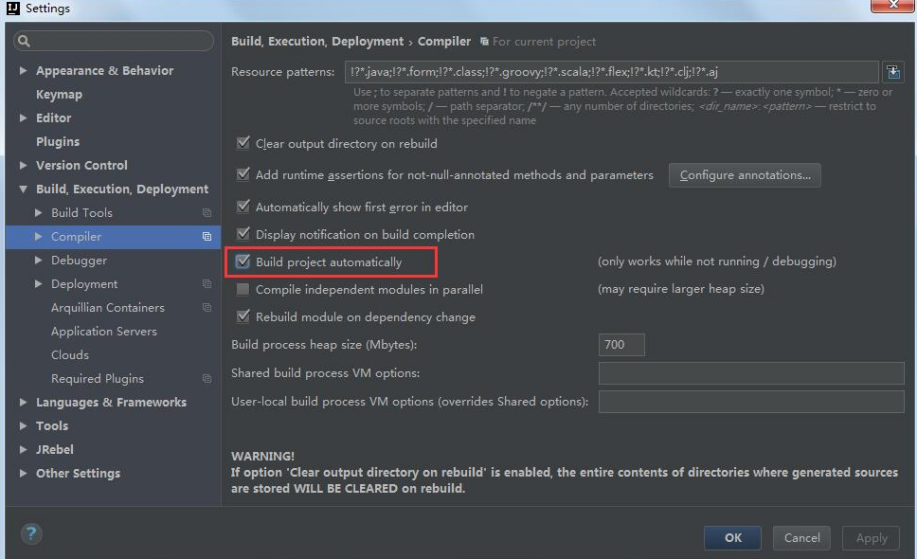 Settings
Build, Execution, Deployment › Compiler For current project
Appearance & Behavior
Keymap
Editor
Plugins
Version Control
Build, Execution, Deployment
Build Tools
Compiler
Debugger
Deployment
Arquillian Containers
Application Servers
Clouds
Required Plugins
Languages & Frameworks
Tools
JRebel
Other Settings
Resource patterns: !?*.java;!?*.form;!?*.class;!?*.groovy;!?*.scala;!?*.flex;!?*.kt;!?*.clj;!?*.aj
Use ; to separate patterns and ! to negate a pattern. Accepted wildcards: ? — exactly one symbol; * — zero or
more symbols; / — path separator; /**/ — any number of directories; <dir_name>:<pattern> — restrict to
source roots with the specified name
Clear output directory on rebuild
Add runtime assertions for not-null-annotated methods and parameters Configure annotations...
Automatically show first error in editor
Display notification on build completion
Build project automatically (only works while not running / debugging)
Compile independent modules in parallel (may require larger heap size)
Rebuild module on dependency change
Build process heap size (Mbytes): 700
Shared build process VM options:
User-local build process VM options (overrides Shared options):
WARNING!
If option 'Clear output directory on rebuild' is enabled, the entire contents of directories where generated sources
are stored WILL BE CLEARED on rebuild.
?
OK Cancel Apply